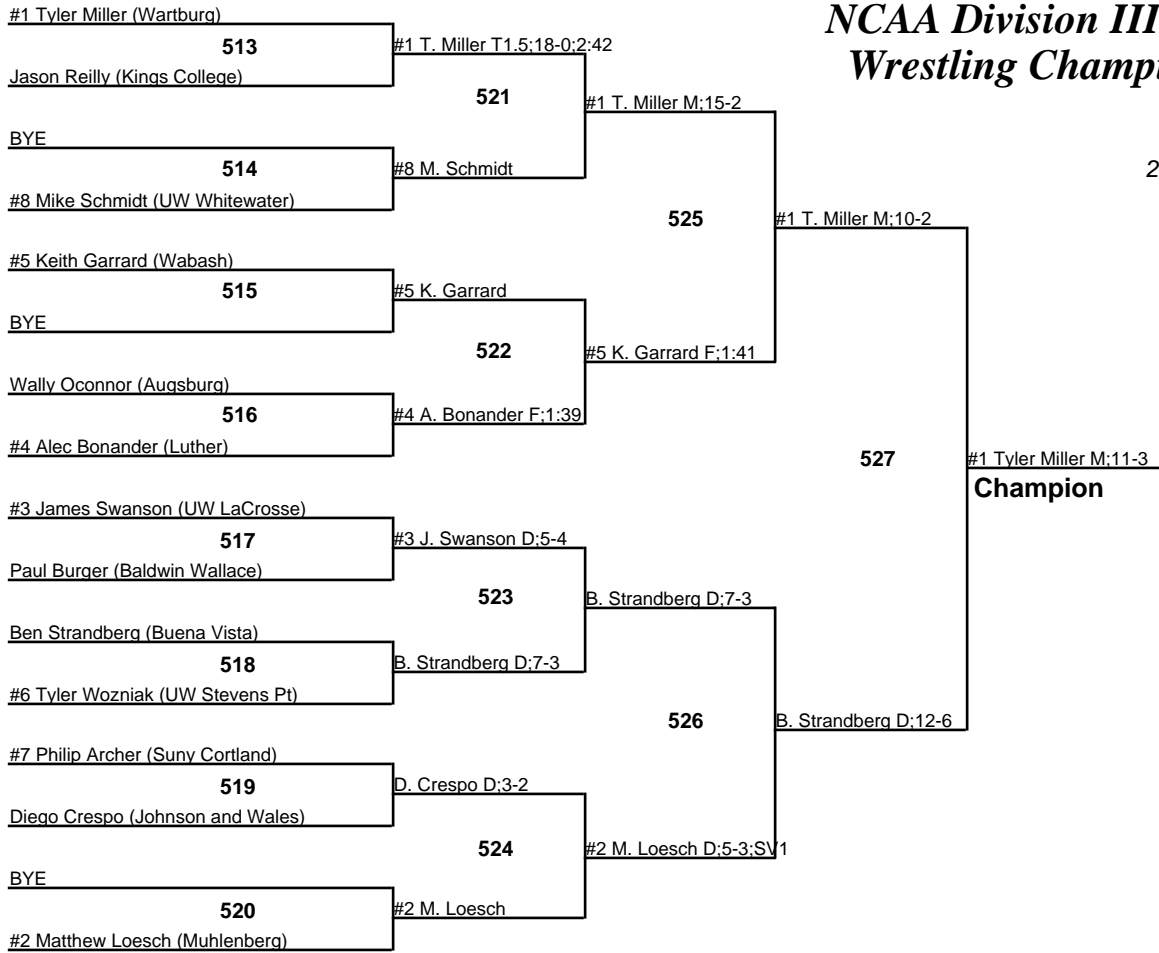 #1 Tyler Miller (Wartburg)
NCAA Division III
Wrestling Champi
2
513
#1 T. Miller T1.5;18-0;2:42
Jason Reilly (Kings College)
521
#1 T. Miller M;15-2
BYE
514
#8 M. Schmidt
#8 Mike Schmidt (UW Whitewater)
525
#1 T. Miller M;10-2
#5 Keith Garrard (Wabash)
515
#5 K. Garrard
BYE
522
#5 K. Garrard F;1:41
Wally Oconnor (Augsburg)
516
#4 A. Bonander F;1:39
#4 Alec Bonander (Luther)
527
#1 Tyler Miller M;11-3
Champion
#3 James Swanson (UW LaCrosse)
517
#3 J. Swanson D;5-4
Paul Burger (Baldwin Wallace)
523
B. Strandberg D;7-3
Ben Strandberg (Buena Vista)
518
B. Strandberg D;7-3
#6 Tyler Wozniak (UW Stevens Pt)
526
B. Strandberg D;12-6
#7 Philip Archer (Suny Cortland)
519
D. Crespo D;3-2
Diego Crespo (Johnson and Wales)
524
#2 M. Loesch D;5-3;SV1
BYE
520
#2 M. Loesch
#2 Matthew Loesch (Muhlenberg)